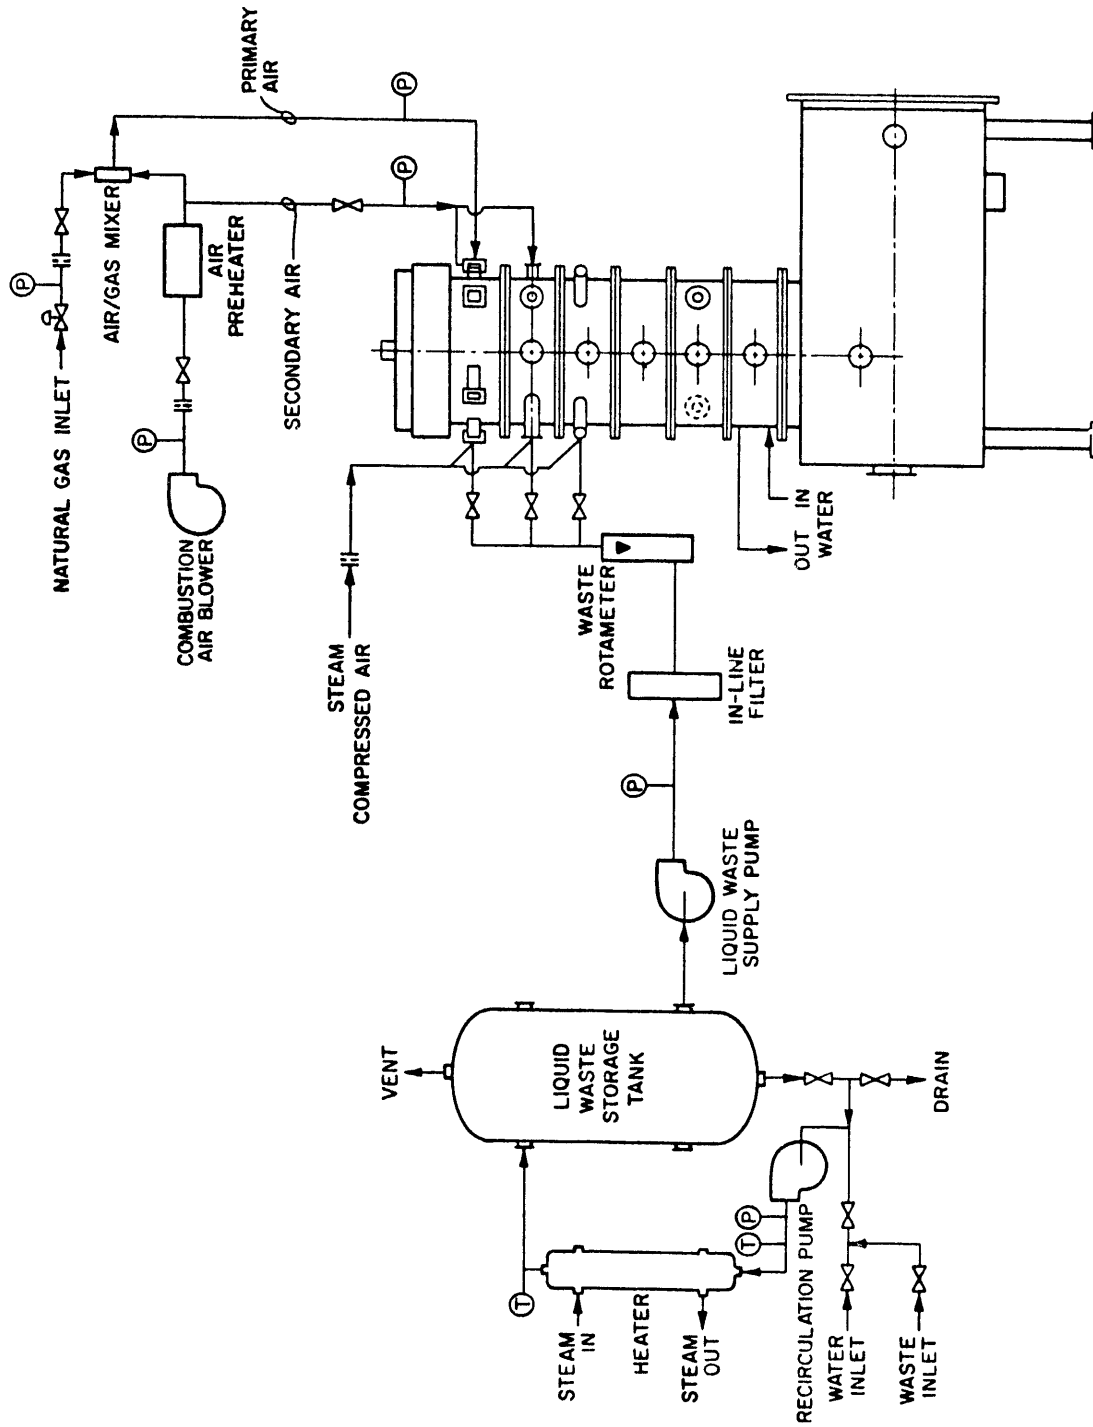 NATURAL GAS INLET
P
AIR/GAS MIXER
PRIMARY
AIR
P
P
AIR
PREHEATER
SECONDARY AIR
P
COMBUSTION
AIR BLOWER
STEAM
COMPRESSED AIR
WASTE
ROTAMETER
OUT IN
WATER
IN-LINE
FILTER
P
LIQUID WASTE
SUPPLY PUMP
VENT
LIQUID
WASTE
STORAGE
TANK
DRAIN
T
P
T
RECIRCULATION PUMP
STEAM
IN
HEATER
STEAM
OUT
WATER
INLET
WASTE
INLET